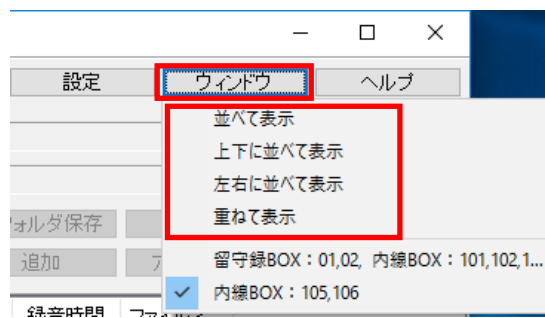 設定 ウィンドウ ヘルプ
並べて表示
上下に並べて表示
左右に並べて表示
重ねて表示
ォルダ保存
追加
留守録BOX：01,02, 内線BOX：101,102,1...
内線BOX：105,106
録音時間